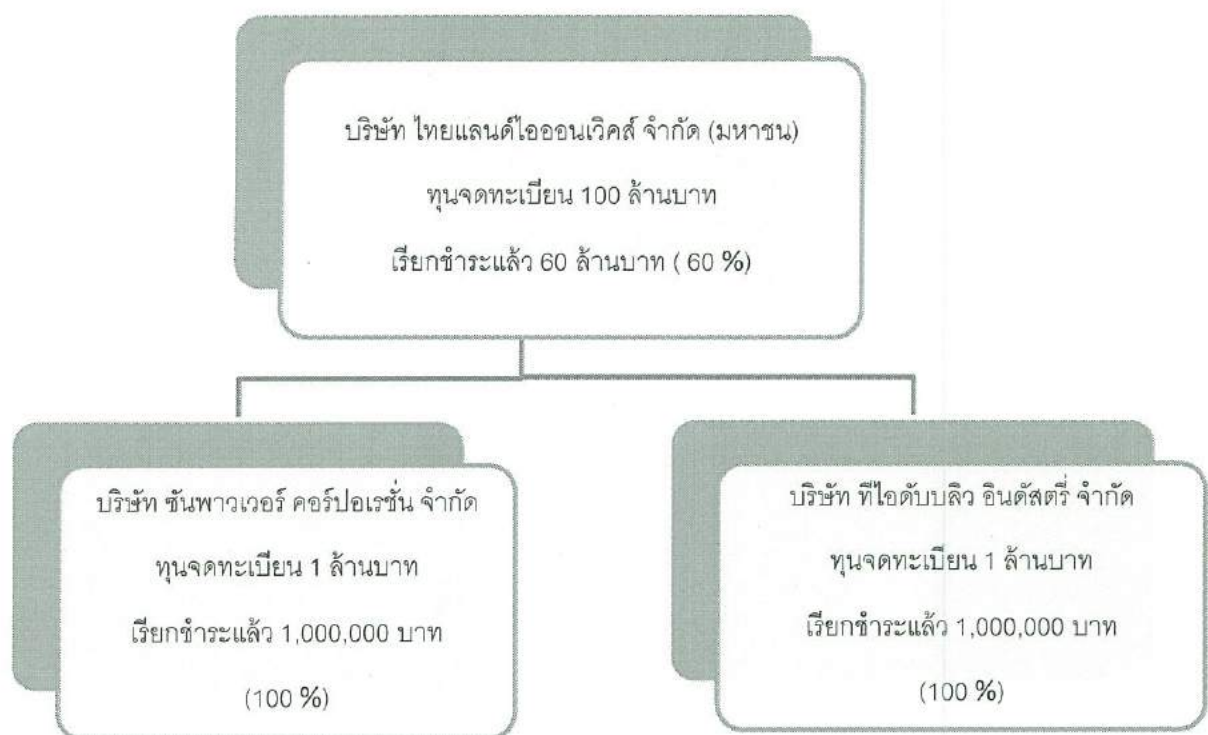 บริษัท ไทยแลนด์ไอออนเวิคส์ จำกัด (มหาชน)
ทุนจดทะเบียน 100 ล้านบาท
เรียกชำระแล้ว 60 ล้านบาท ( 60 %)
บริษัท ซันพาวเวอร์ คอร์ปอเรชั่น จำกัด
ทุนจดทะเบียน 1 ล้านบาท
เรียกชำระแล้ว 1,000,000 บาท
(100 %)
บริษัท ทีไอดับบลิว อินดัสตรี่ จำกัด
ทุนจดทะเบียน 1 ล้านบาท
เรียกชำระแล้ว 1,000,000 บาท
(100 %)